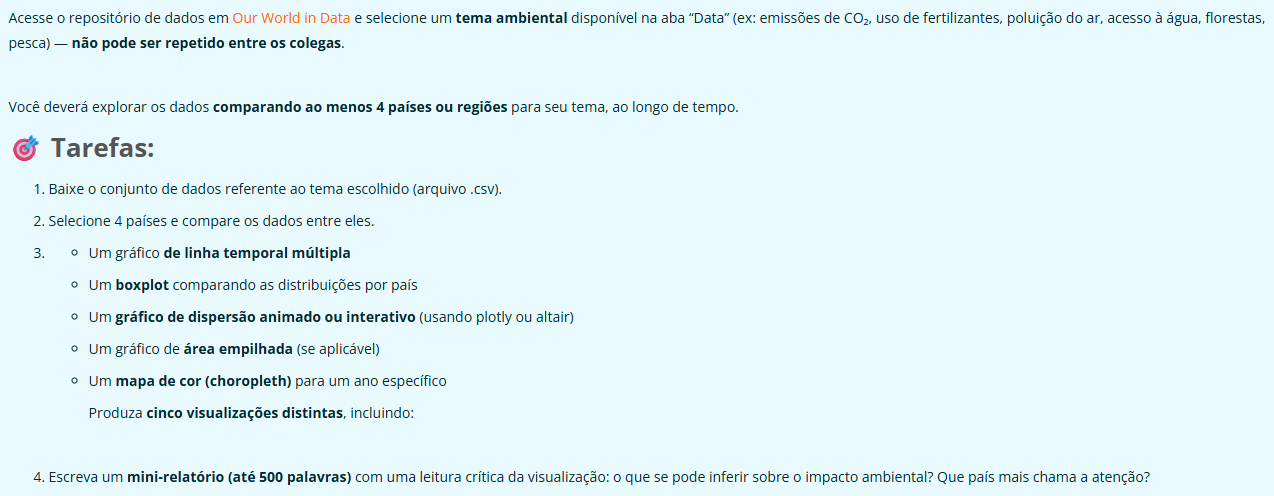 Acesse o repositório de dados em Our World in Data e selecione um tema ambiental disponível na aba “Data” (ex: emissões de CO₂, uso de fertilizantes, poluição do ar, acesso à água, florestas,
pesca) — não pode ser repetido entre os colegas.
Você deverá explorar os dados comparando ao menos 4 países ou regiões para seu tema, ao longo de tempo.
🎯 Tarefas:
1. Baixe o conjunto de dados referente ao tema escolhido (arquivo .csv).
2. Selecione 4 países e compare os dados entre eles.
3. ◦ Um gráfico de linha temporal múltipla
◦ Um boxplot comparando as distribuições por país
◦ Um gráfico de dispersão animado ou interativo (usando plotly ou altair)
◦ Um gráfico de área empilhada (se aplicável)
◦ Um mapa de cor (choropleth) para um ano específico
Produza cinco visualizações distintas, incluindo:
4. Escreva um mini-relatório (até 500 palavras) com uma leitura crítica da visualização: o que se pode inferir sobre o impacto ambiental? Que país mais chama a atenção?